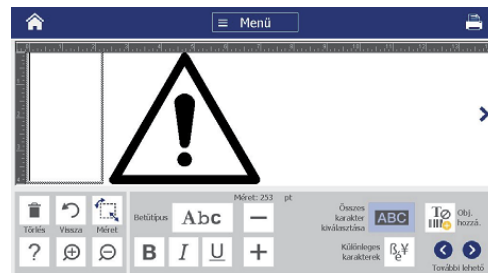 ≡ Menü
Méret: 253 pt
Törlés Vissza Méret
Betűtípus Abc —
Összes karakter kiválasztása ABC
Obj. hozzá.
? B I U +
Különleges karakterek
További lehető